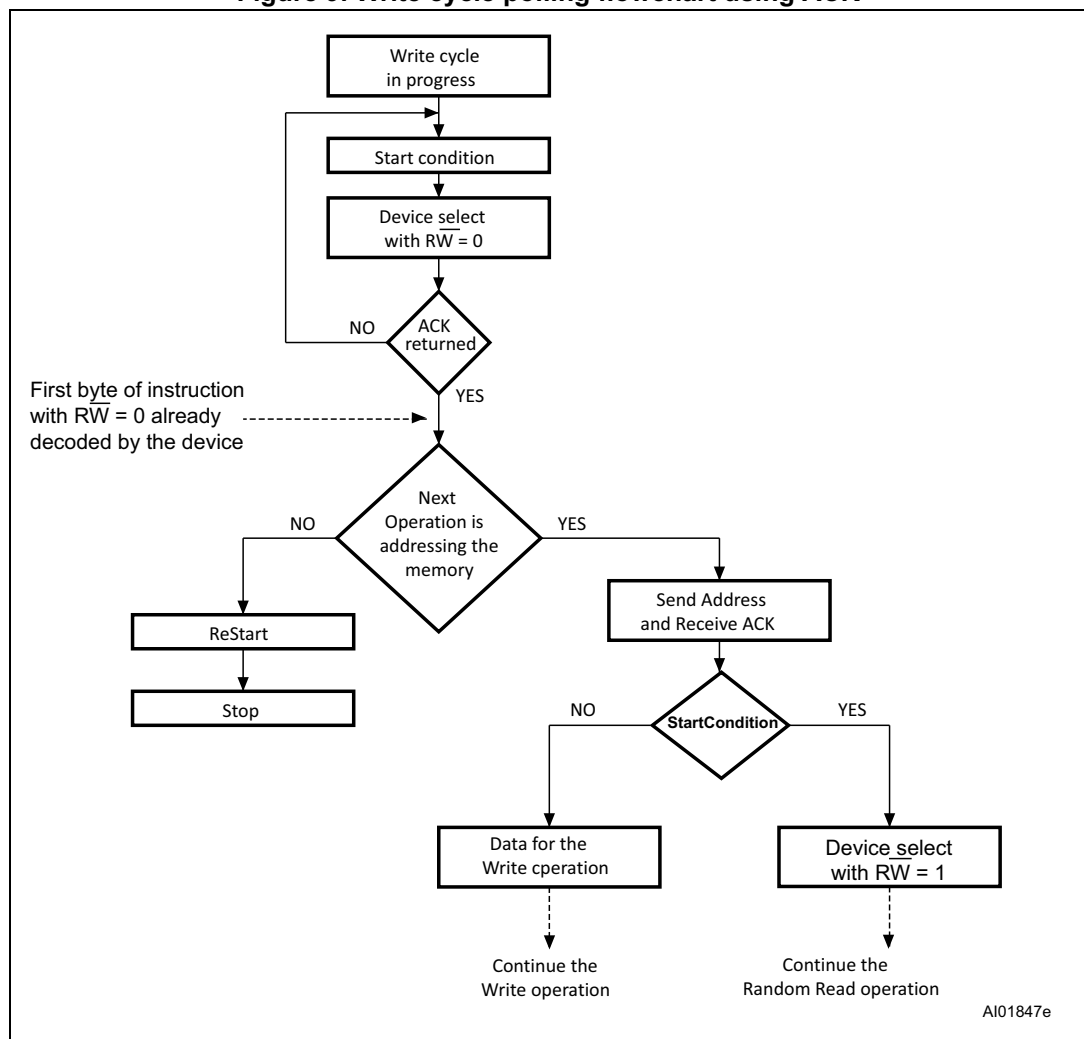 Write cycle
in progress
Start condition
Device select
with RW̅ = 0
ACK
returned
NO
YES
First byte of instruction
with RW̅ = 0 already
decoded by the device
Next
Operation is
addressing the
memory
NO
YES
ReStart
Stop
Send Address
and Receive ACK
StartCondition
NO
YES
Data for the
Write cperation
Device select
with RW̅ = 1
Continue the
Write operation
Continue the
Random Read operation
AI01847e